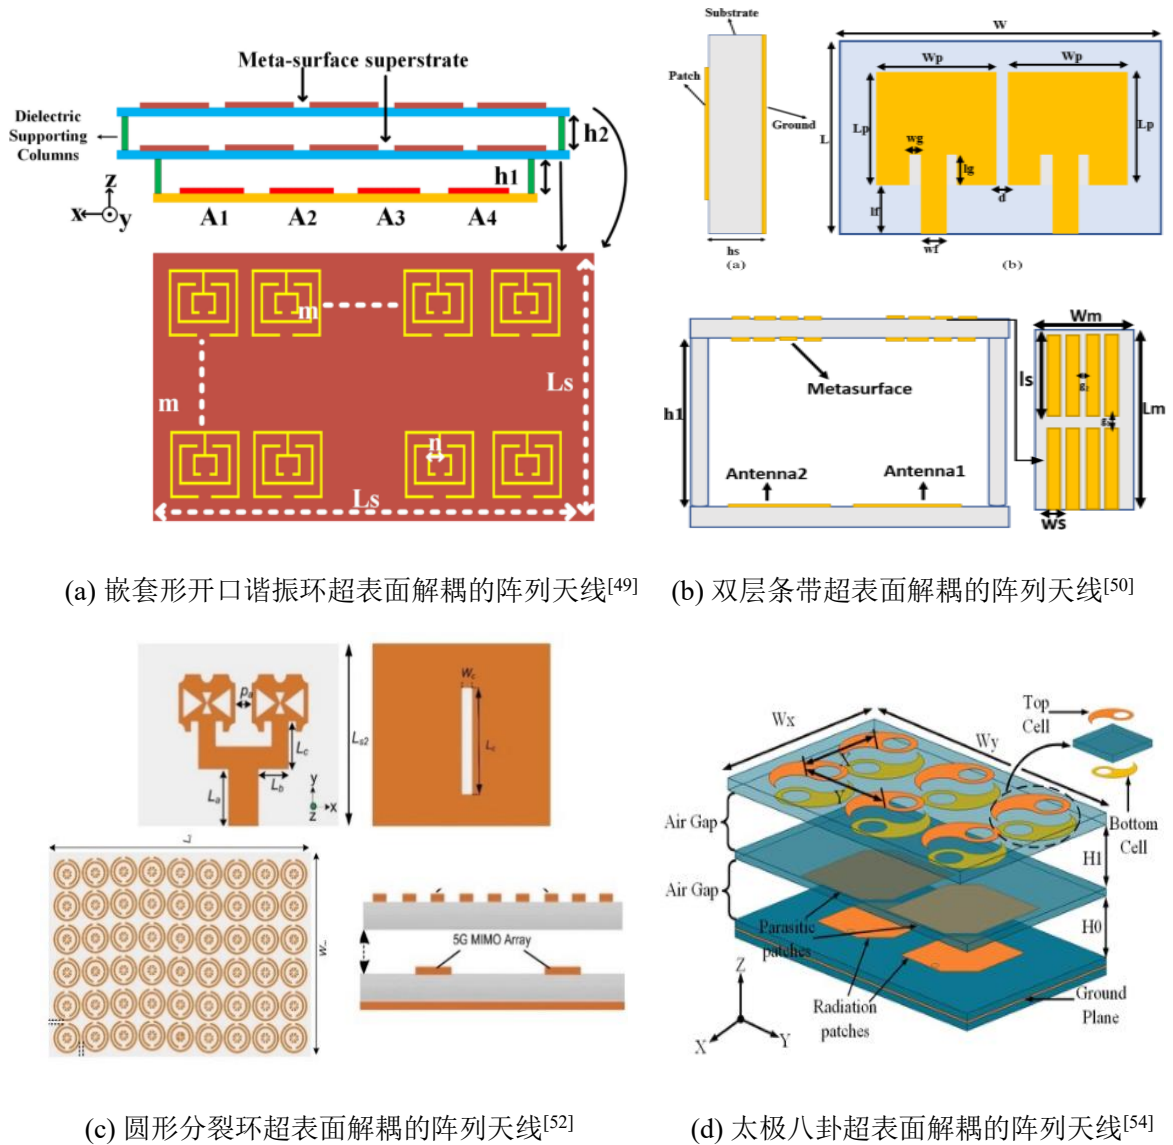 Meta-surface superstrate
Dielectric
Supporting
Columns
h2
h1
z
x
y
A1
A2
A3
A4
m
m
n
Ls
Ls
Substrate
Patch
Ground
hs
(a)
W
Wp
Wp
L
Lp
Lp
wg
lg
d
lf
wf
(b)
h1
Metasurface
Antenna2
Antenna1
Wm
ls
Lm
ws
(a) 嵌套形开口谐振环超表面解耦的阵列天线[49]
(b) 双层条带超表面解耦的阵列天线[50]
Pa
Lc
Lb
La
y
x
z
Ls2
5G MIMO Array
Top
Cell
Wx
Wy
X
Y
Air Gap
Air Gap
Bottom
Cell
H1
H0
Parasitic
patches
Radiation
patches
Ground
Plane
Z
X
Y
(c) 圆形分裂环超表面解耦的阵列天线[52]
(d) 太极八卦超表面解耦的阵列天线[54]